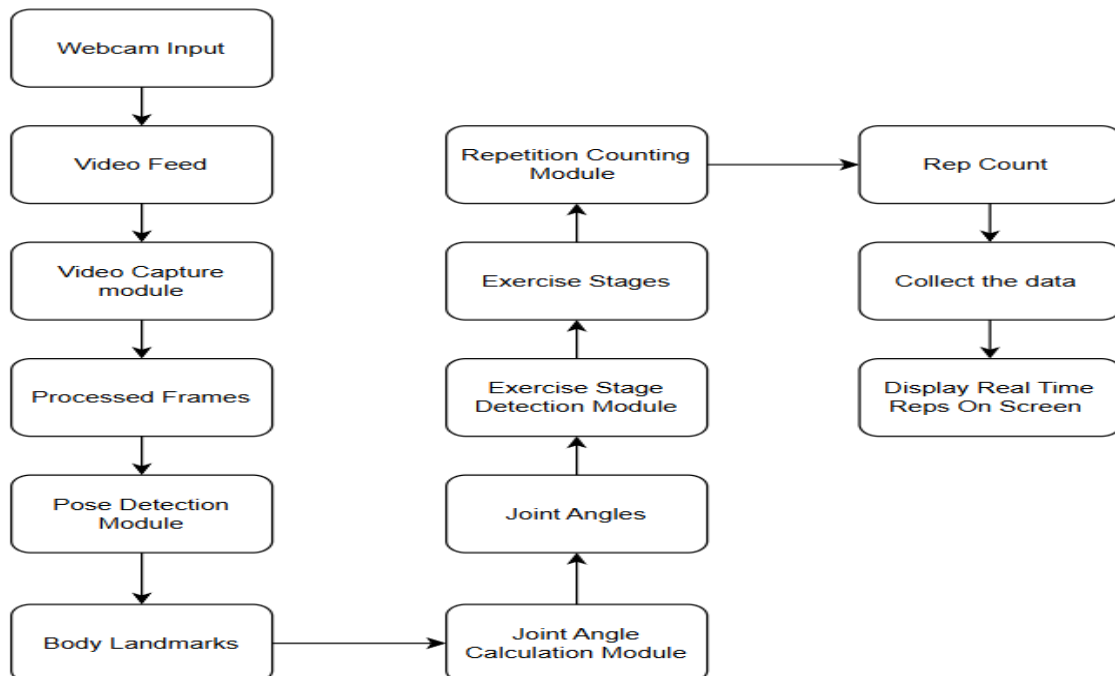 Webcam Input
Video Feed
Video Capture
module
Processed Frames
Pose Detection
Module
Body Landmarks
Joint Angle
Calculation Module
Joint Angles
Exercise Stage
Detection Module
Exercise Stages
Repetition Counting
Module
Rep Count
Collect the data
Display Real Time
Reps On Screen